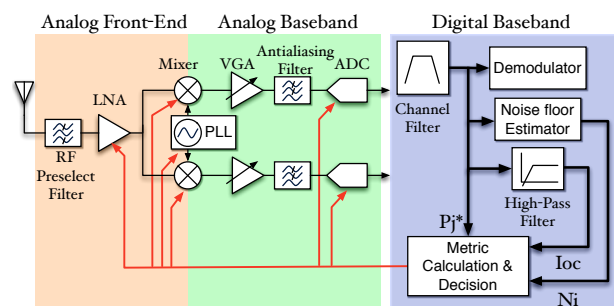 Analog Front-End
Analog Baseband
Digital Baseband
Mixer
VGA
Antialiasing
Filter
ADC
LNA
RF
Preselect
Filter
PLL
Channel
Filter
Demodulator
Noise floor
Estimator
High-Pass
Filter
Pj*
Metric
Calculation &
Decision
Ioc
Ni